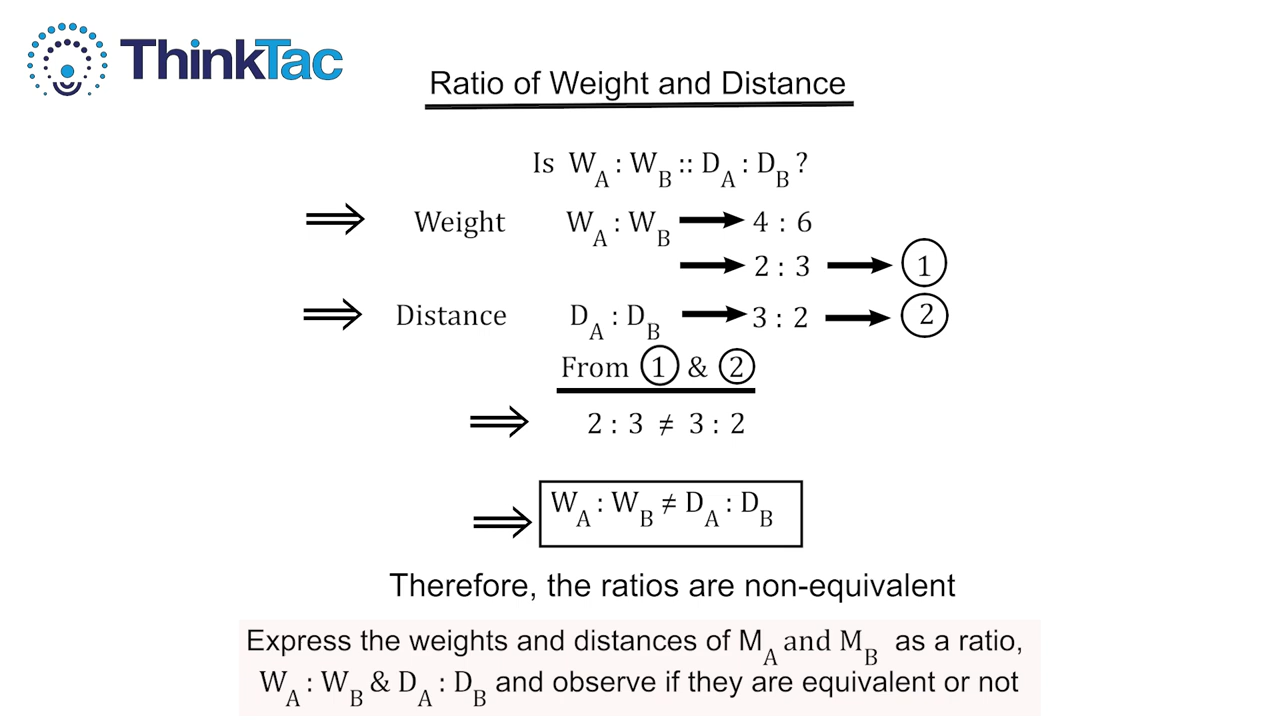 ThinkTac
Ratio of Weight and Distance
Is W_A : W_B :: D_A : D_B ?
⇒ Weight W_A : W_B → 4 : 6
→ 2 : 3 → ①
⇒ Distance D_A : D_B → 3 : 2 → ②
From ① & ②
⇒ 2 : 3 ≠ 3 : 2
⇒ W_A : W_B ≠ D_A : D_B
Therefore, the ratios are non-equivalent
Express the weights and distances of M_A and M_B as a ratio,
W_A : W_B & D_A : D_B and observe if they are equivalent or not